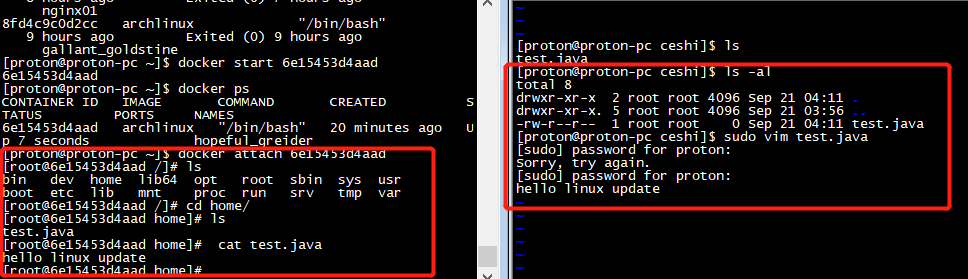 6 hours ago          Exited (0) 6 hours ago
nginx01
8fd4c9c0d2cc   archlinux            "/bin/bash"
9 hours ago          Exited (0) 9 hours ago
gallant_goldstine
[proton@proton-pc ~]$ docker start 6e15453d4aad
6e15453d4aad
[proton@proton-pc ~]$ docker ps
CONTAINER ID   IMAGE       COMMAND       CREATED          S
TATUS          PORTS     NAMES
6e15453d4aad   archlinux   "/bin/bash"   20 minutes ago   U
p 7 seconds              hopeful_greider
[proton@proton-pc ~]$ docker attach 6e15453d4aad
[root@6e15453d4aad /]# ls
bin   dev  home  lib64  opt   root  sbin  sys  usr
boot  etc  lib   mnt    proc  run   srv   tmp  var
[root@6e15453d4aad /]# cd home/
[root@6e15453d4aad home]# ls
test.java
[root@6e15453d4aad home]#  cat test.java
hello linux update
[root@6e15453d4aad home]#
~
~
[proton@proton-pc ceshi]$ ls
test.java
[proton@proton-pc ceshi]$ ls -al
total 8
drwxr-xr-x  2 root root 4096 Sep 21 04:11 .
drwxr-xr-x. 5 root root 4096 Sep 21 03:56 ..
-rw-r--r--  1 root root    0 Sep 21 04:11 test.java
[proton@proton-pc ceshi]$ sudo vim test.java
[sudo] password for proton:
Sorry, try again.
[sudo] password for proton:
hello linux update
~
~
~
~
~
~